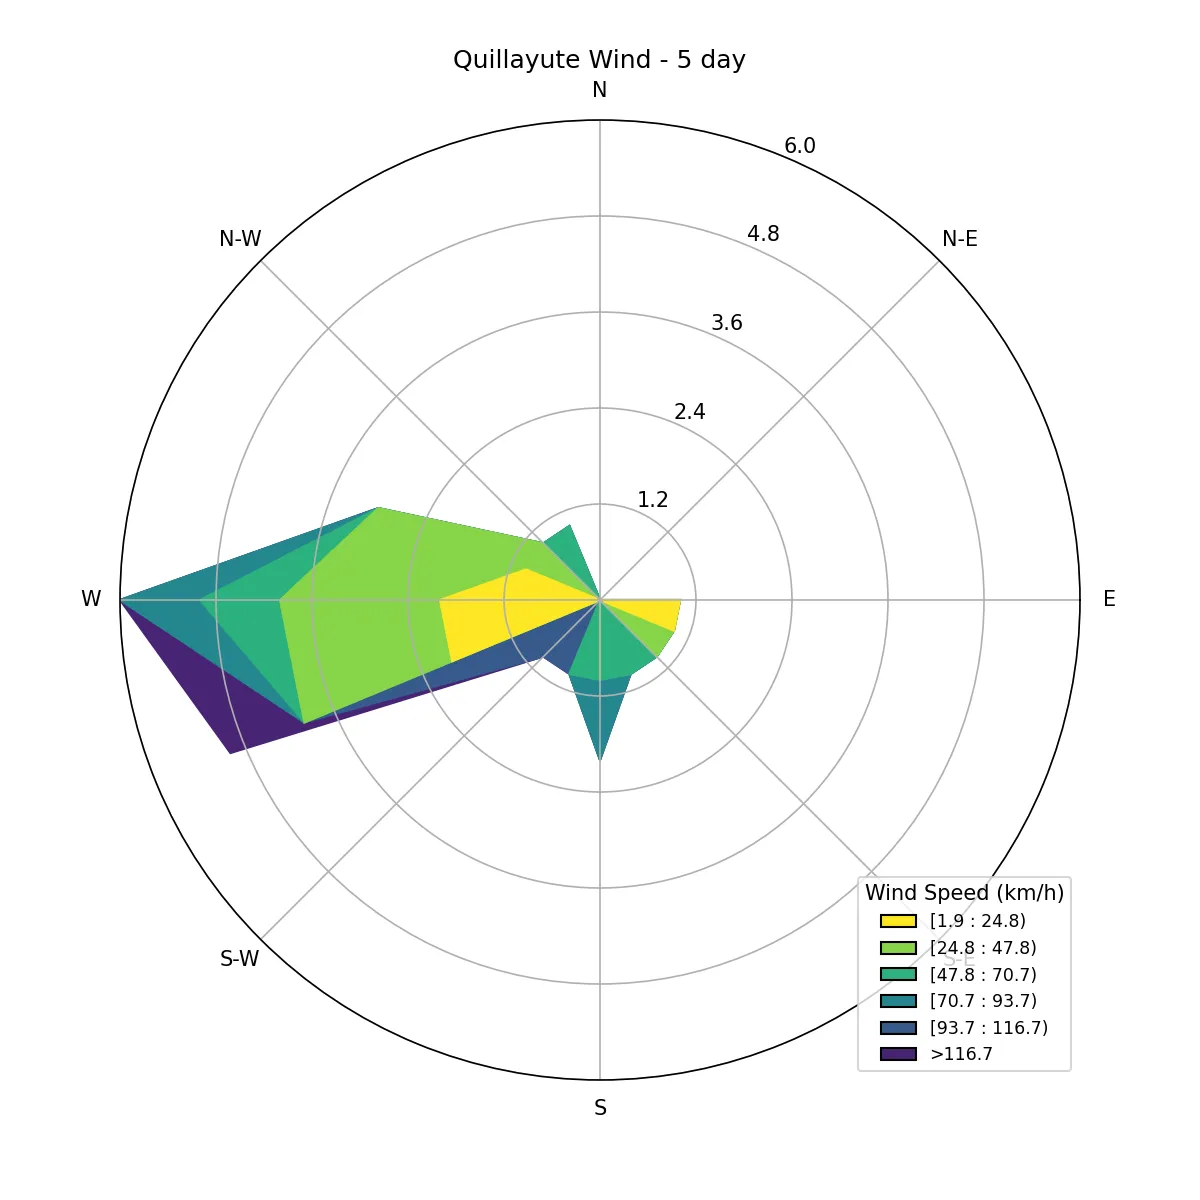 Quillayute Wind - 5 day
N
6.0
N-W
4.8
N-E
3.6
2.4
1.2
W
E
S-W
S-E
S
Wind Speed (km/h)
[1.9 : 24.8)
[24.8 : 47.8)
[47.8 : 70.7)
[70.7 : 93.7)
[93.7 : 116.7)
>116.7